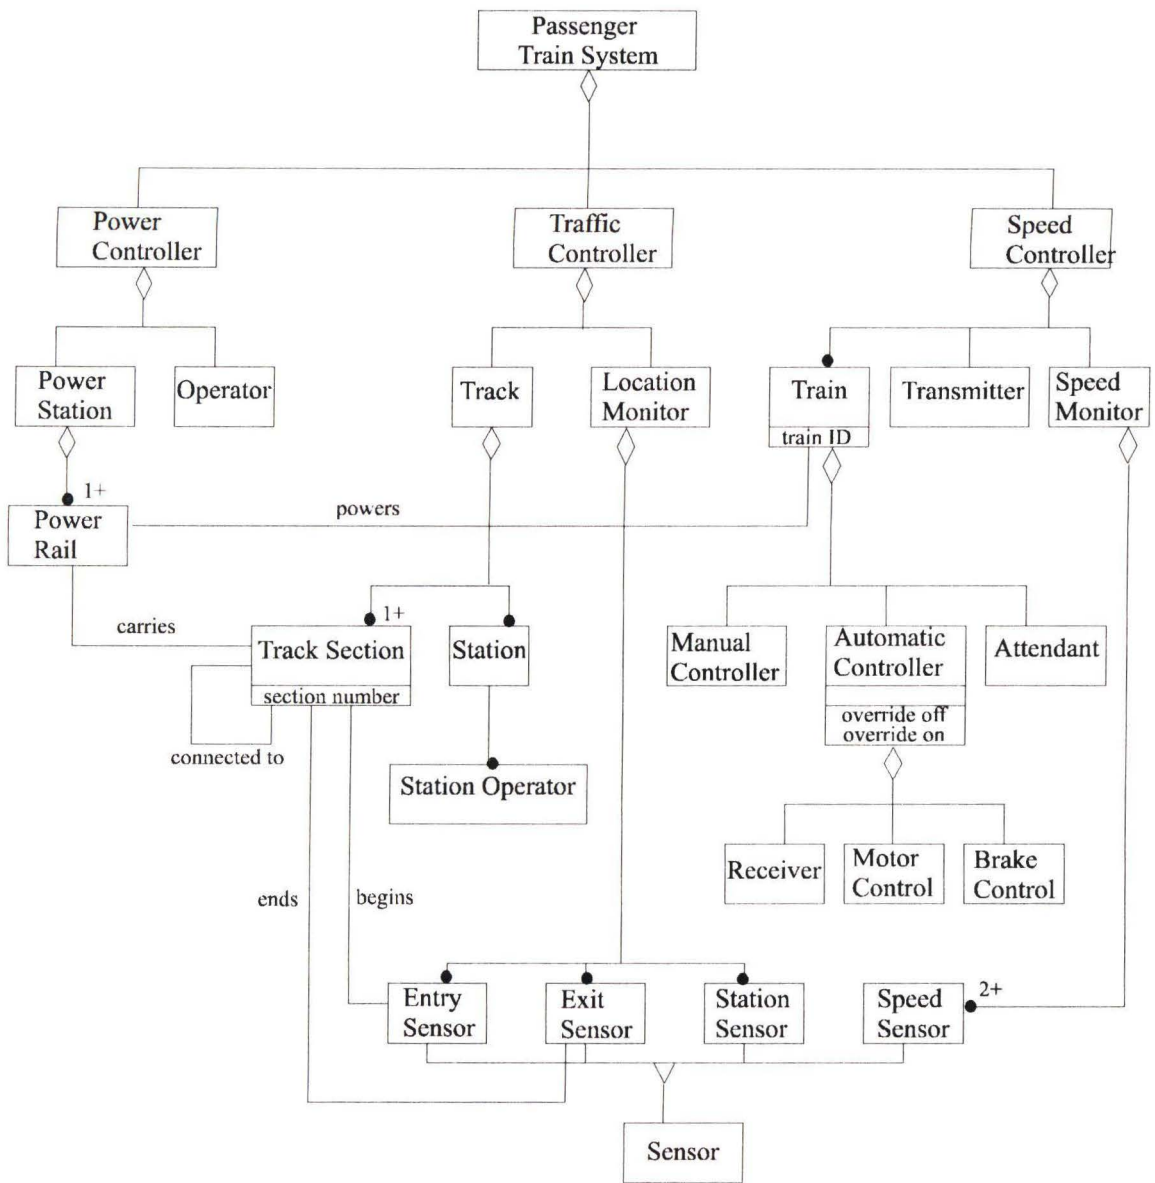 Passenger
Train System
Power
Controller
Traffic
Controller
Speed
Controller
Power
Station
Operator
Track
Location
Monitor
Train
train ID
Transmitter
Speed
Monitor
1+
Power
Rail
powers
carries
1+
Track Section
section number
connected to
Station
Station Operator
Manual
Controller
Automatic
Controller
override off
override on
Attendant
Receiver
Motor
Control
Brake
Control
ends
begins
Entry
Sensor
Exit
Sensor
Station
Sensor
Speed
Sensor
2+
Sensor